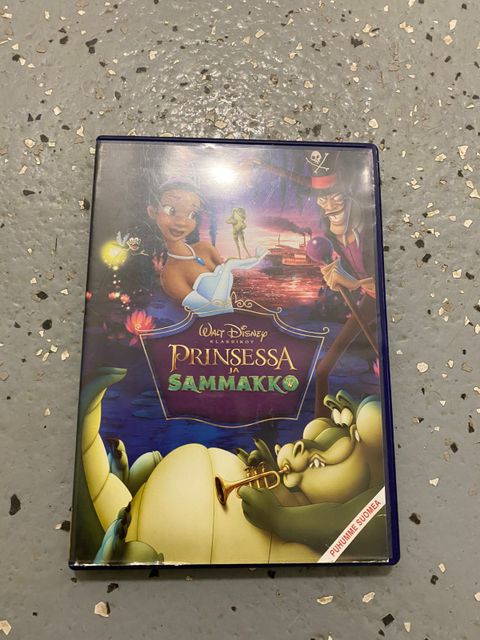 WALT DISNEY
KLASSIKOT
PRINSESSA
JA
SAMMAKKO
PUHUMME SUOMEA